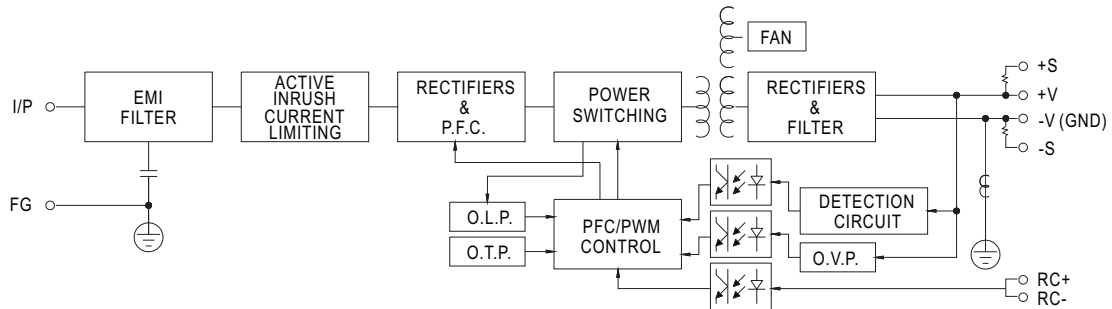 FAN
I/P
EMI
FILTER
ACTIVE
INRUSH
CURRENT
LIMITING
RECTIFIERS
&
P.F.C.
POWER
SWITCHING
RECTIFIERS
&
FILTER
+S
+V
-V (GND)
-S
FG
O.L.P.
O.T.P.
PFC/PWM
CONTROL
DETECTION
CIRCUIT
O.V.P.
RC+
RC-